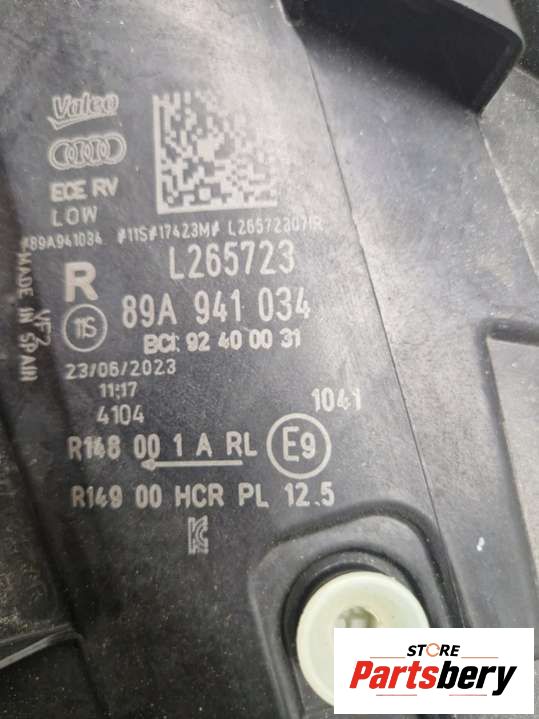 Valeo
ECE RV
LOW
#89A941034 #11S#17423M# L26572307IR
L265723
R
11S
89A 941 034
BCI: 92 40 00 31
MADE IN SPAIN
VF2
23/06/2023
11:17
4104
1041
R148 00 1 A RL
E9
R149 00 HCR PL 12.5
STORE
Partsbery